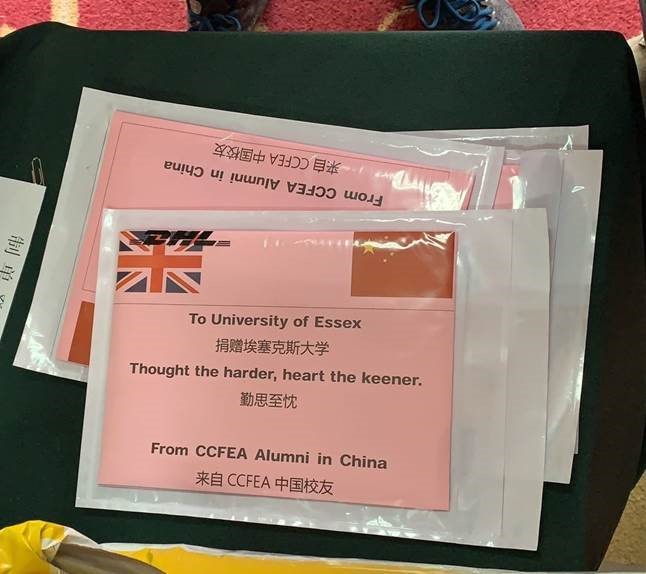 来自 CCFEA 中国校友
From CCFEA Alumni in China
DHL
To University of Essex
捐赠埃塞克斯大学
Thought the harder, heart the keener.
勤思至忱
From CCFEA Alumni in China
来自 CCFEA 中国校友
制单